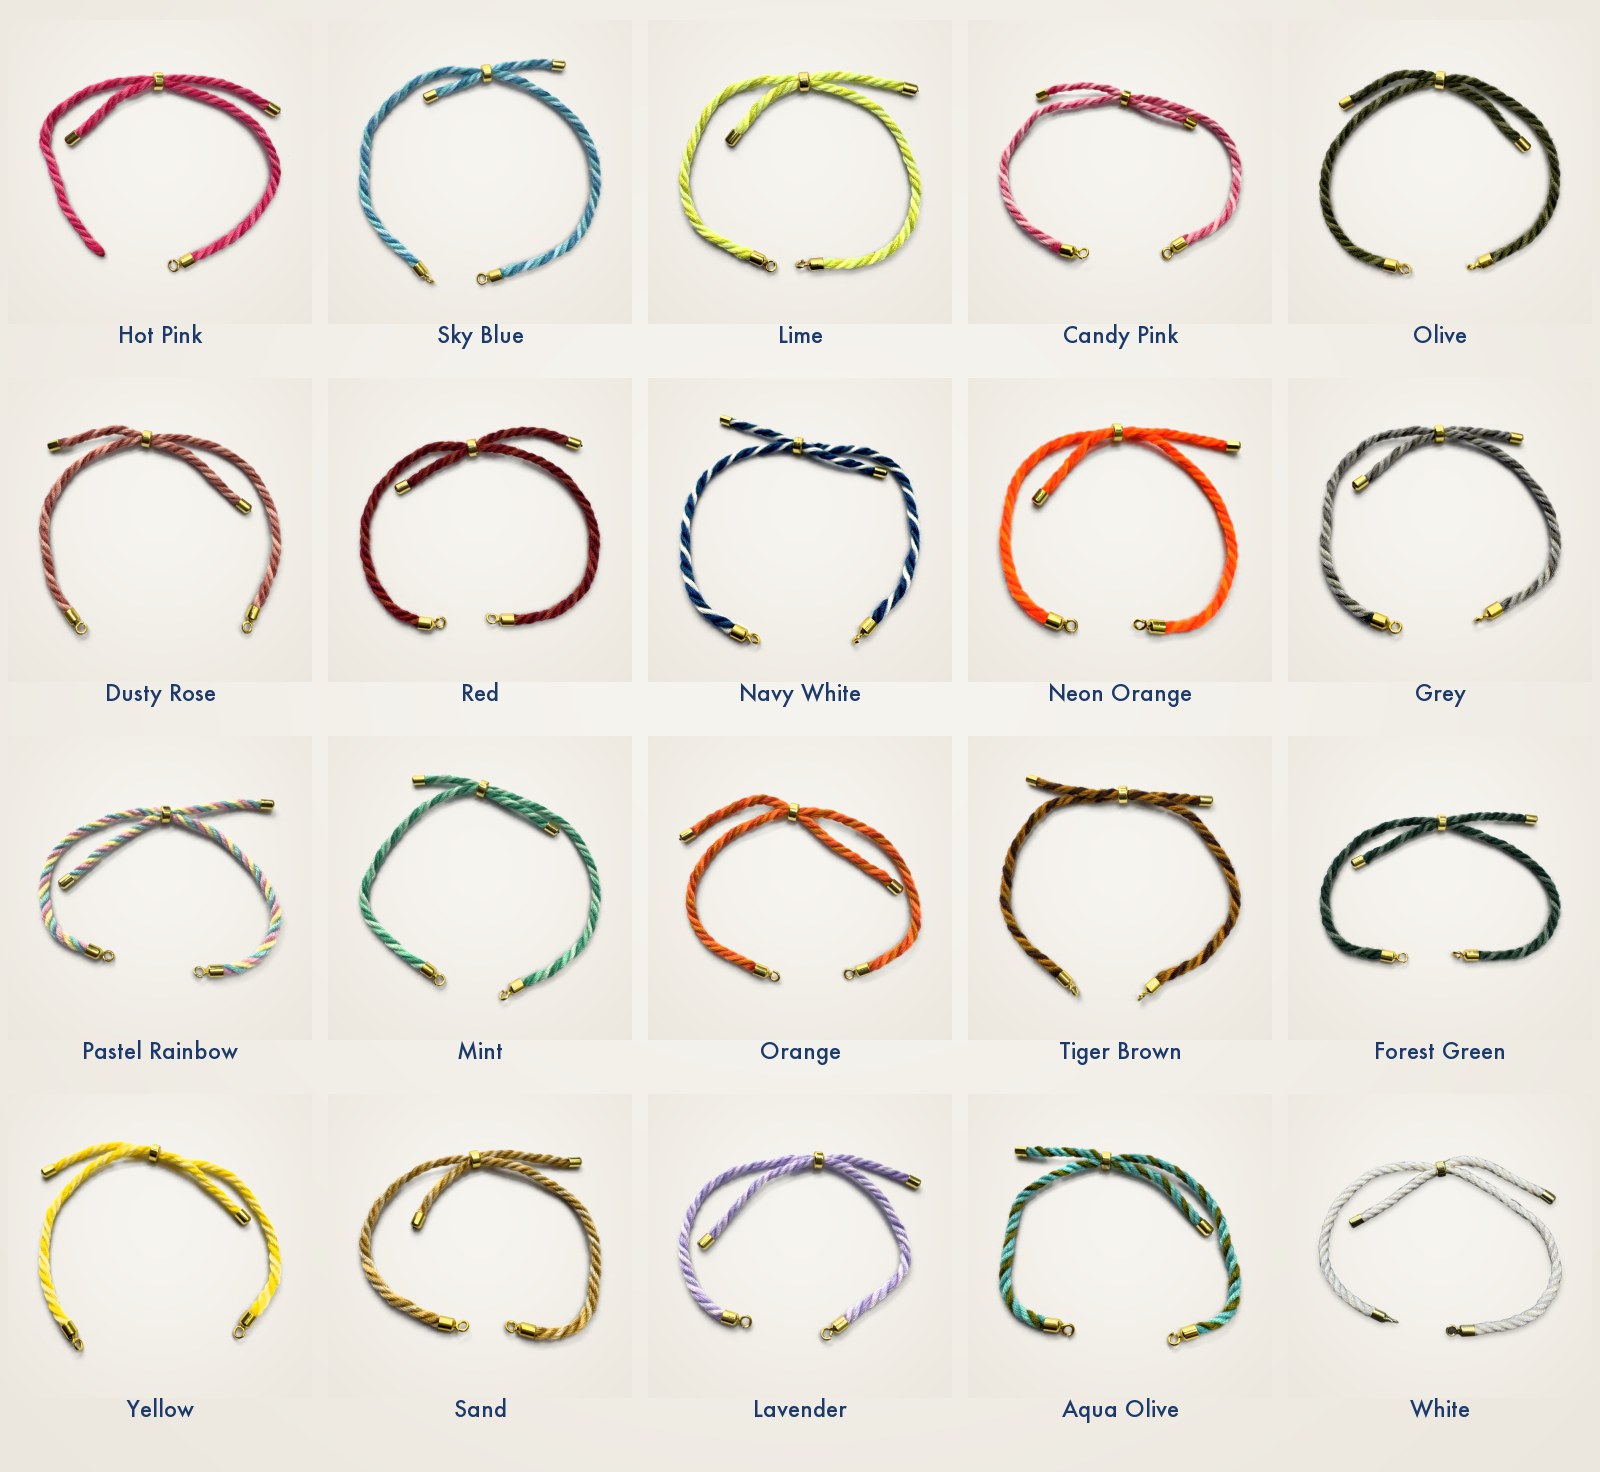 Hot Pink
Sky Blue
Lime
Candy Pink
Olive
Dusty Rose
Red
Navy White
Neon Orange
Grey
Pastel Rainbow
Mint
Orange
Tiger Brown
Forest Green
Yellow
Sand
Lavender
Aqua Olive
White